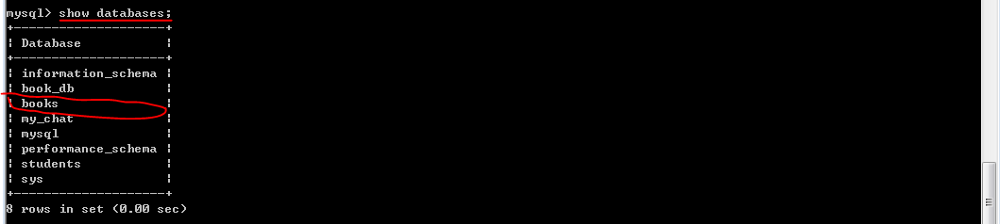 mysql> show databases;
+--------------------+
| Database           |
+--------------------+
| information_schema |
| book_db            |
| books              |
| my_chat            |
| mysql              |
| performance_schema |
| students           |
| sys                |
+--------------------+
8 rows in set (0.00 sec)